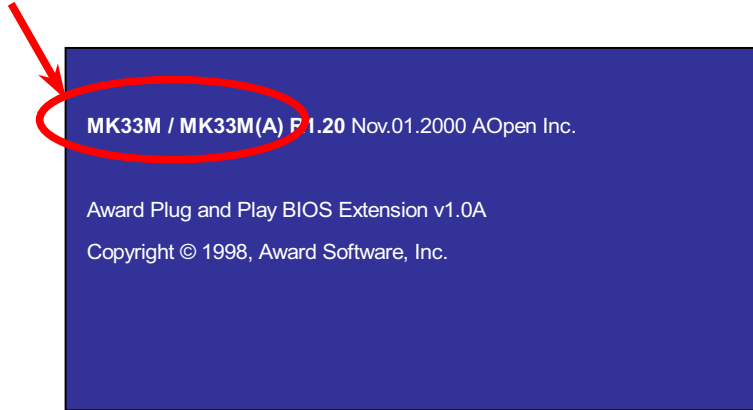 MK33M / MK33M(A) R1.20 Nov.01.2000 AOpen Inc.
Award Plug and Play BIOS Extension v1.0A
Copyright © 1998, Award Software, Inc.